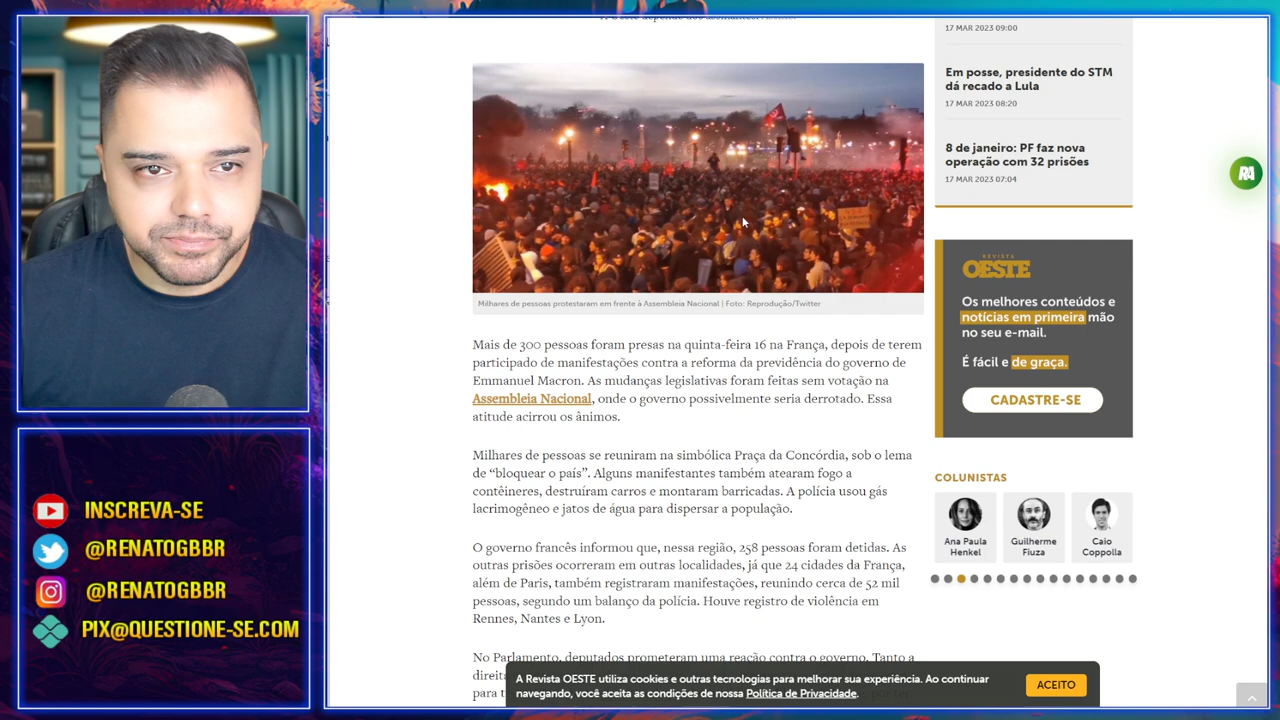 INSCREVA-SE
@RENATOGBBR
@RENATOGBBR
PIX@QUESTIONE-SE.COM
Milhares de pessoas protestaram em frente à Assembleia Nacional | Foto: Reprodução/Twitter
Mais de 300 pessoas foram presas na quinta-feira 16 na França, depois de terem
participado de manifestações contra a reforma da previdência do governo de
Emmanuel Macron. As mudanças legislativas foram feitas sem votação na
Assembleia Nacional, onde o governo possivelmente seria derrotado. Essa
atitude acirrou os ânimos.
Milhares de pessoas se reuniram na simbólica Praça da Concórdia, sob o lema
de “bloquear o país”. Alguns manifestantes também atearam fogo a
contêineres, destruíram carros e montaram barricadas. A polícia usou gás
lacrimogêneo e jatos de água para dispersar a população.
O governo francês informou que, nessa região, 258 pessoas foram detidas. As
outras prisões ocorreram em outras localidades, já que 24 cidades da França,
além de Paris, também registraram manifestações, reunindo cerca de 52 mil
pessoas, segundo um balanço da polícia. Houve registro de violência em
Rennes, Nantes e Lyon.
No Parlamento, deputados prometeram uma reação contra o governo. Tanto a
direita
para
A Revista OESTE utiliza cookies e outras tecnologias para melhorar sua experiência. Ao continuar
navegando, você aceita as condições de nossa Política de Privacidade.
ACEITO
17 MAR 2023 09:00
Em posse, presidente do STM
dá recado a Lula
17 MAR 2023 08:20
8 de janeiro: PF faz nova
operação com 32 prisões
17 MAR 2023 07:04
REVISTA
OESTE
Os melhores conteúdos e
notícias em primeira mão
no seu e-mail.
É fácil e de graça.
CADASTRE-SE
COLUNISTAS
Ana Paula
Henkel
Guilherme
Fiuza
Caio
Coppolla
RA